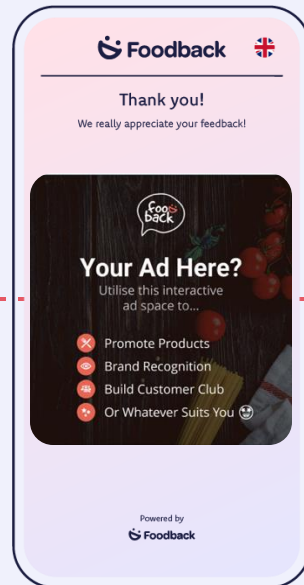 Foodback
Thank you!
We really appreciate your feedback!
foo
back
Your Ad Here?
Utilise this interactive
ad space to...
Promote Products
Brand Recognition
Build Customer Club
Or Whatever Suits You 🤩
Powered by
Foodback